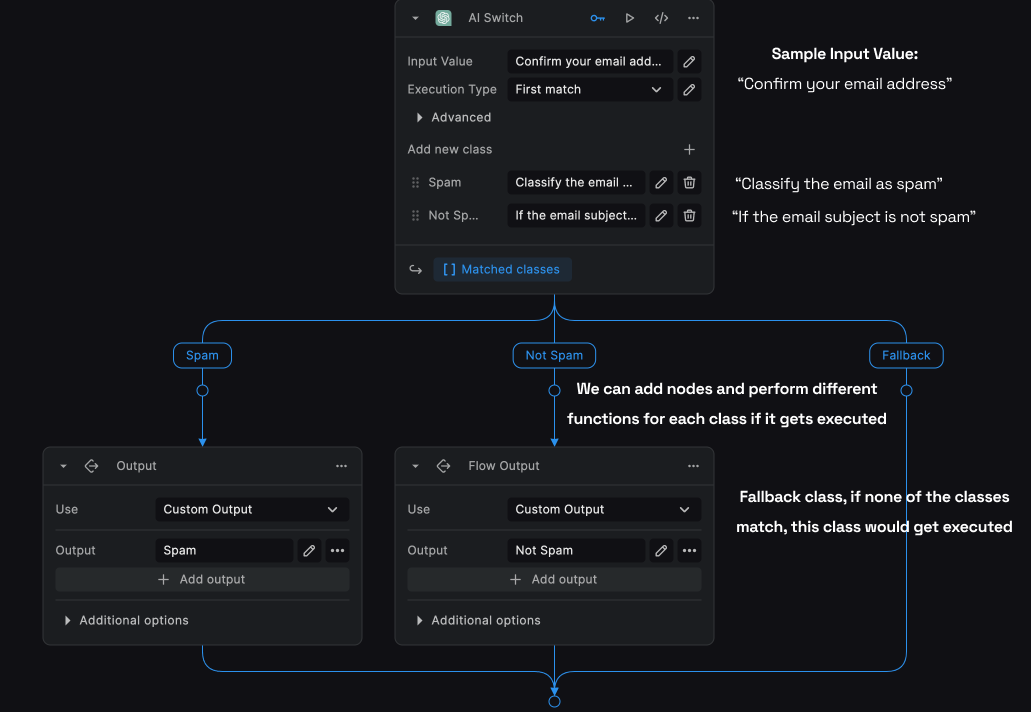 AI Switch
Sample Input Value:
Input Value
Confirm your email add...
"Confirm your email address"
Execution Type
First match
Advanced
Add new class
Spam
Classify the email ...
"Classify the email as spam"
Not Sp...
If the email subject...
"If the email subject is not spam"
[ ] Matched classes
Spam
Not Spam
Fallback
We can add nodes and perform different
functions for each class if it gets executed
Output
Flow Output
Fallback class, if none of the classes
match, this class would get executed
Use
Custom Output
Use
Custom Output
Output
Spam
Output
Not Spam
+ Add output
+ Add output
Additional options
Additional options